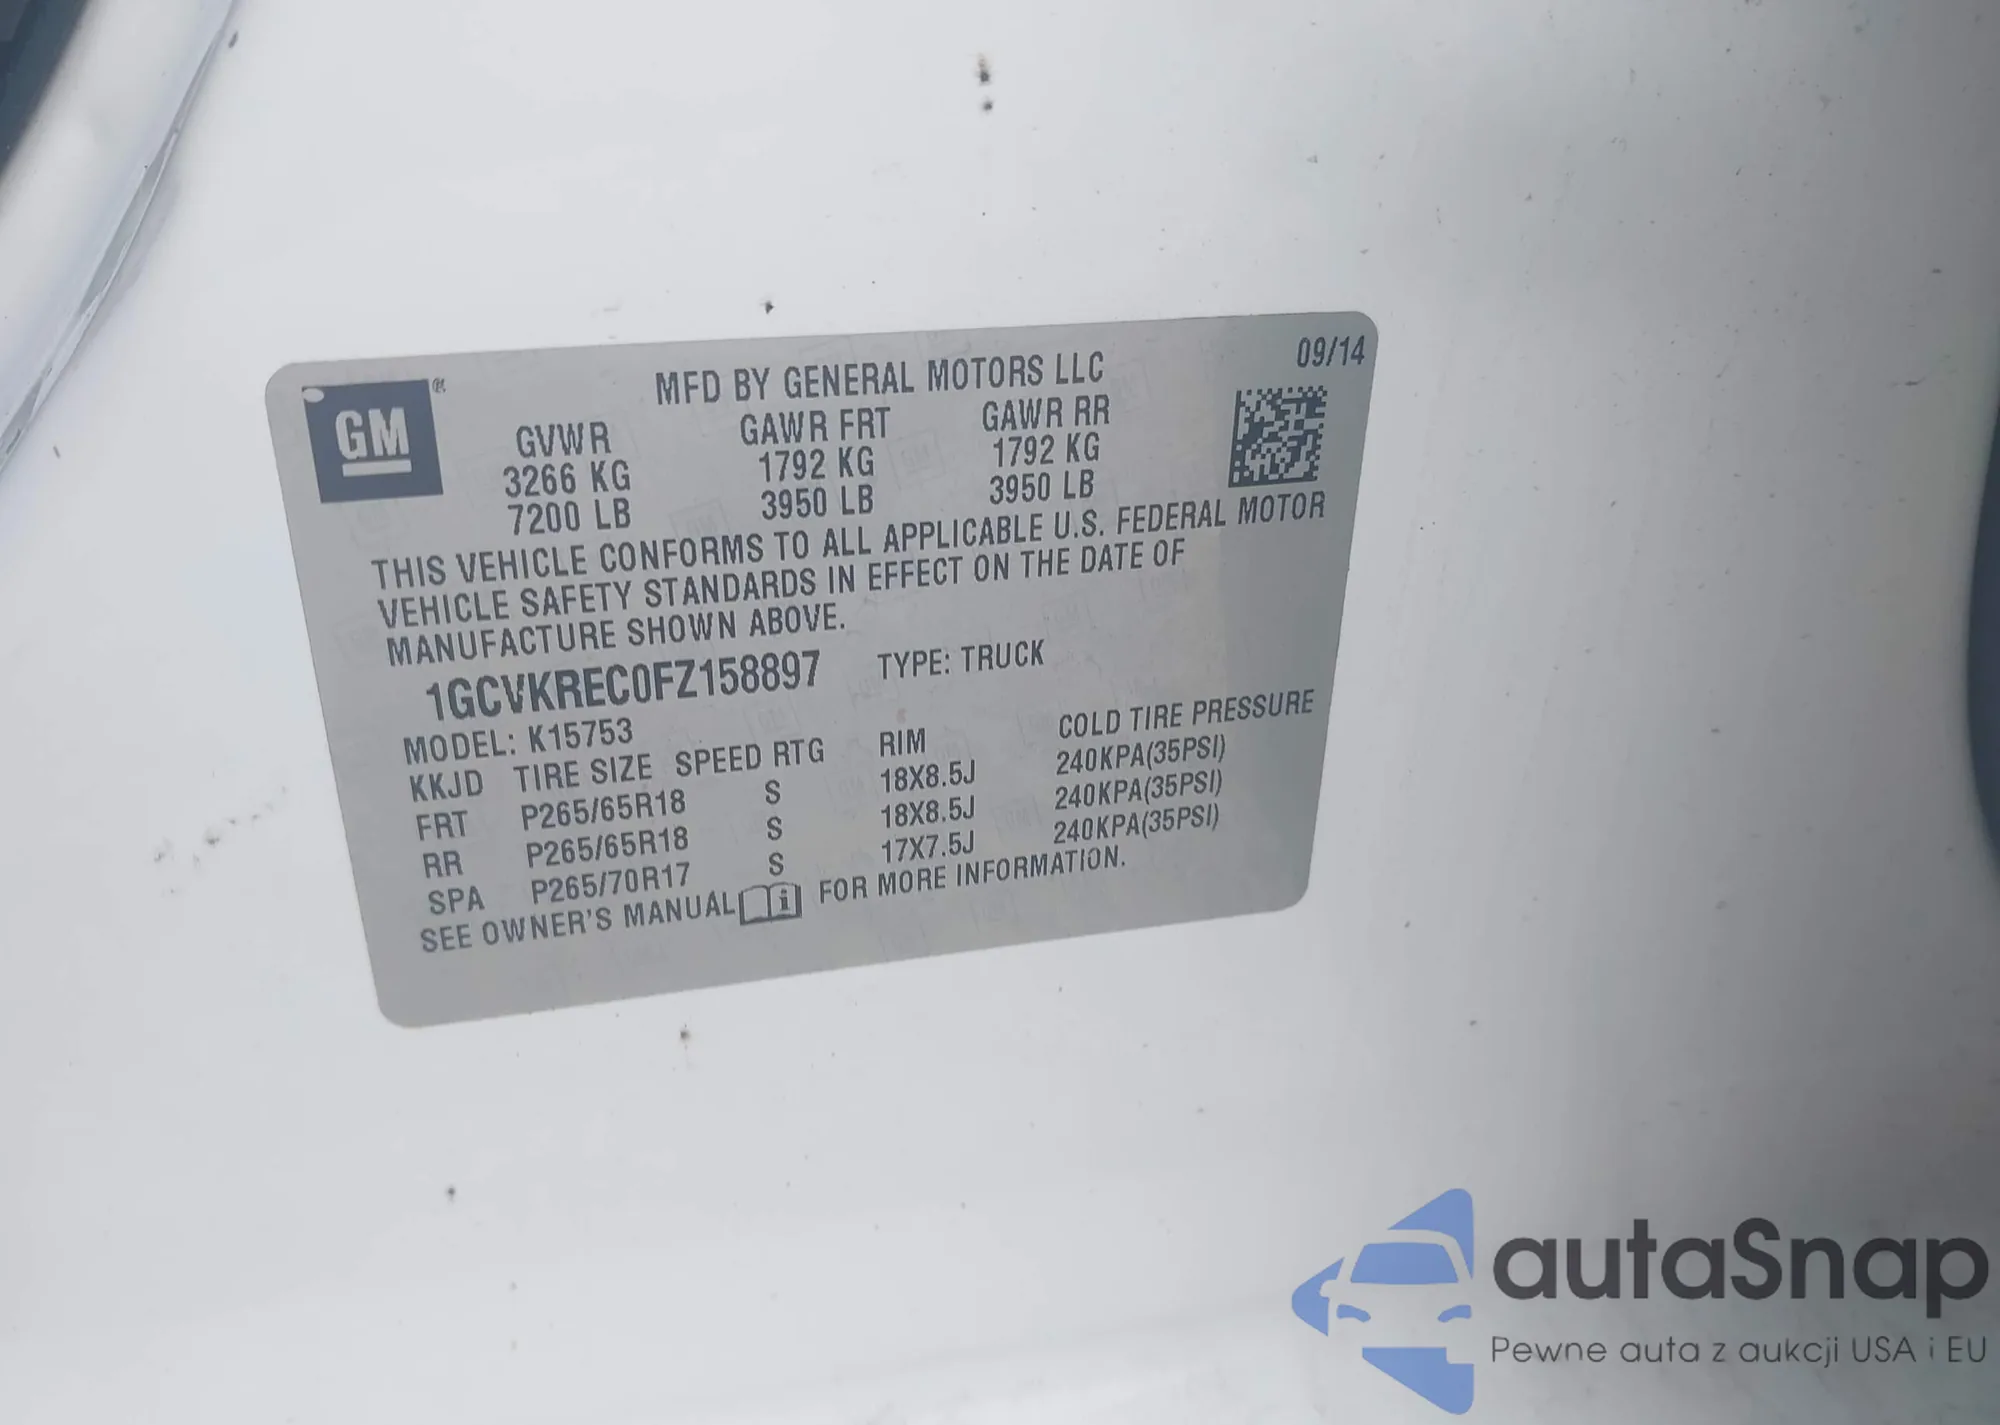 GM ®
MFD BY GENERAL MOTORS LLC 09/14
GVWR GAWR FRT GAWR RR
3266 KG 1792 KG 1792 KG
7200 LB 3950 LB 3950 LB
THIS VEHICLE CONFORMS TO ALL APPLICABLE U.S. FEDERAL MOTOR
VEHICLE SAFETY STANDARDS IN EFFECT ON THE DATE OF
MANUFACTURE SHOWN ABOVE.
1GCVKREC0FZ158897 TYPE: TRUCK
MODEL: K15753
KKJD TIRE SIZE SPEED RTG RIM COLD TIRE PRESSURE
FRT P265/65R18 S 18X8.5J 240KPA(35PSI)
RR P265/65R18 S 18X8.5J 240KPA(35PSI)
SPA P265/70R17 S 17X7.5J 240KPA(35PSI)
SEE OWNER'S MANUAL i FOR MORE INFORMATION.
autaSnap
Pewne auta z aukcji USA i EU